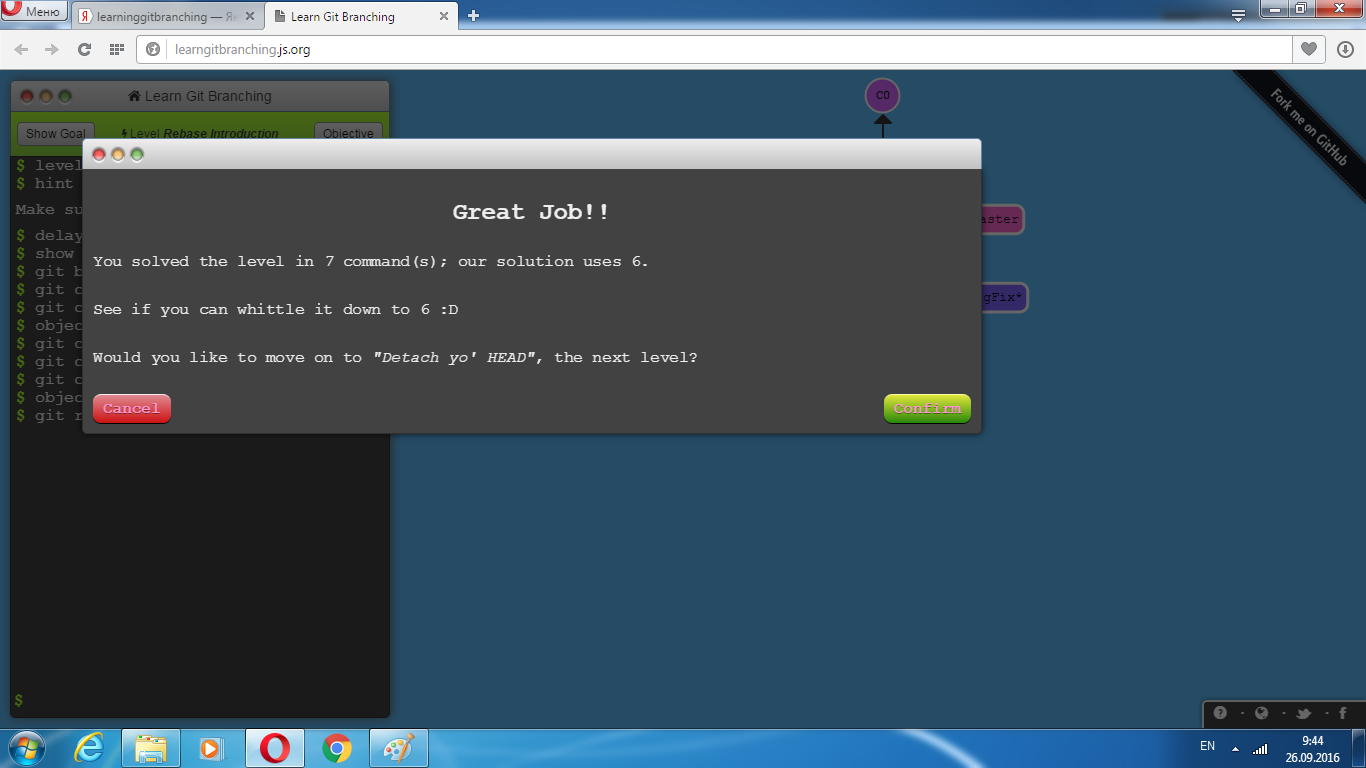 Меню
learninggitbranching — Я
Learn Git Branching
learngitbranching.js.org
Learn Git Branching
Show Goal
Level Rebase Introduction
Objective
$ level
$ hint
Make su
$ delay
$ show
$ git b
$ git c
$ git c
$ objec
$ git c
$ git c
$ git c
$ objec
$ git r
$
C0
aster
gFix*
Fork me on GitHub
Great Job!!
You solved the level in 7 command(s); our solution uses 6.
See if you can whittle it down to 6 :D
Would you like to move on to "Detach yo' HEAD", the next level?
Cancel
Confirm
EN
9:44
26.09.2016